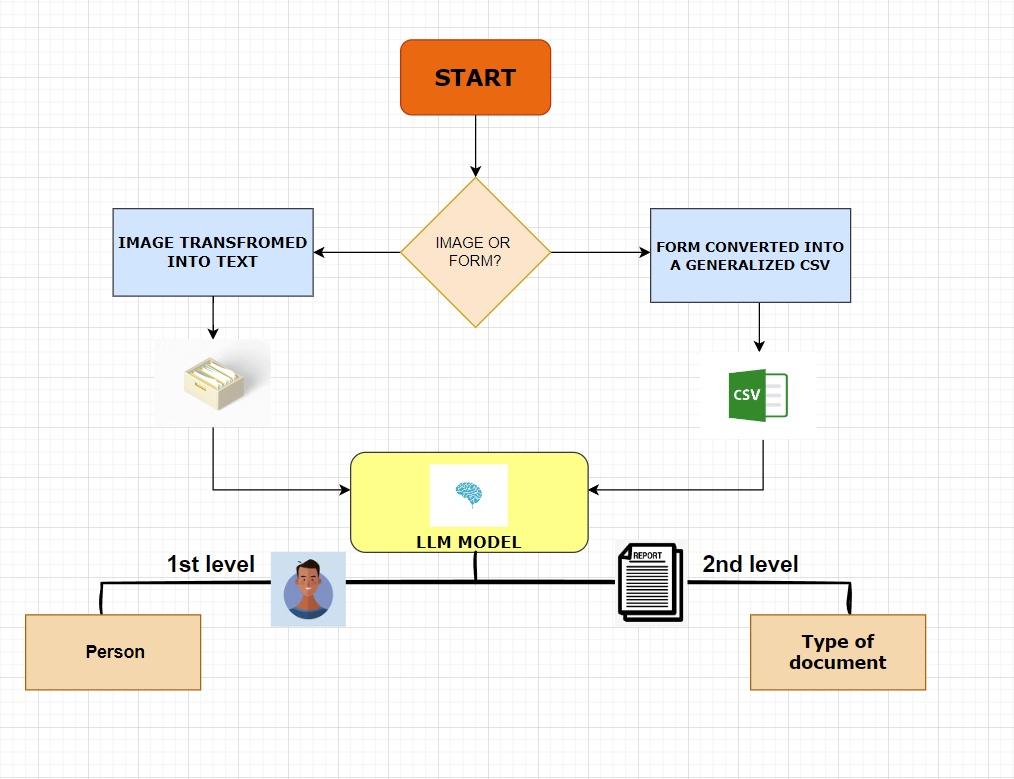 START
IMAGE OR
FORM?
IMAGE TRANSFROMED
INTO TEXT
FORM CONVERTED INTO
A GENERALIZED CSV
CSV
LLM MODEL
1st level
REPORT
2nd level
Person
Type of
document